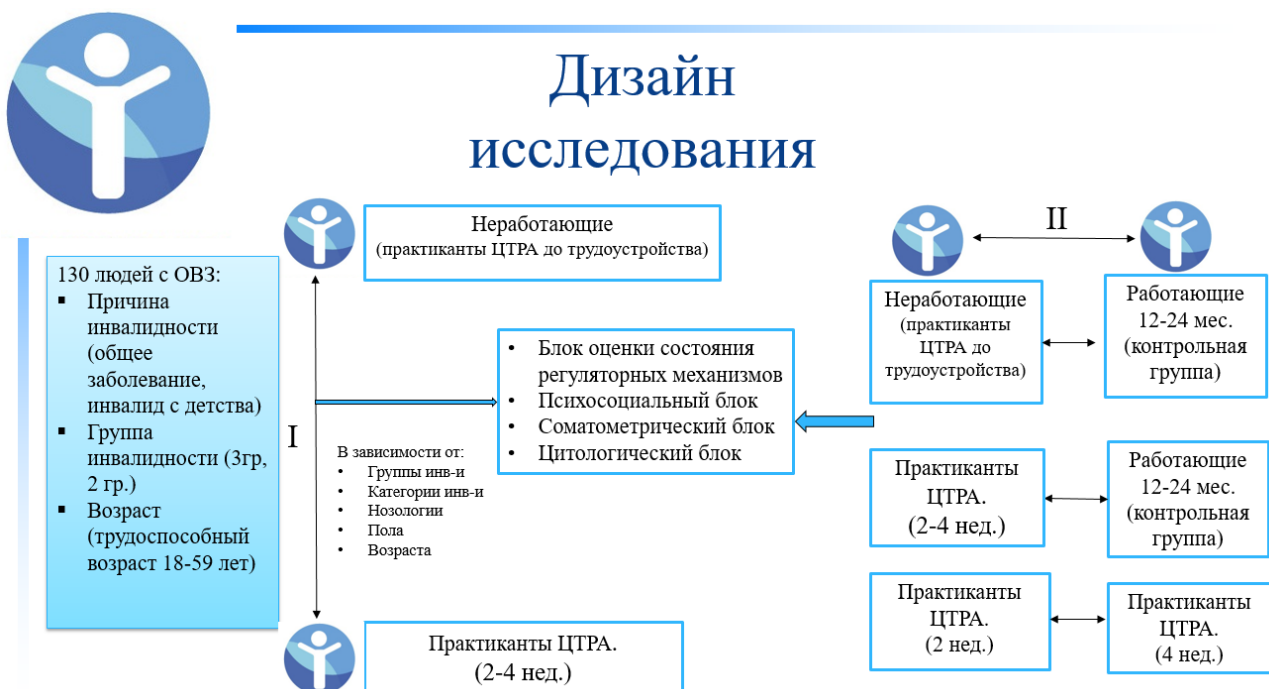 Дизайн
исследования
130 людей с ОВЗ:
▪ Причина
инвалидности
(общее
заболевание,
инвалид с детства)
▪ Группа
инвалидности (3гр,
2 гр.)
▪ Возраст
(трудоспособный
возраст 18-59 лет)
I
Неработающие
(практиканты ЦТРА до трудоустройства)
В зависимости от:
• Группы инв-и
• Категории инв-и
• Нозологии
• Пола
• Возраста
Практиканты ЦТРА.
(2-4 нед.)
• Блок оценки состояния
регуляторных механизмов
• Психосоциальный блок
• Соматометрический блок
• Цитологический блок
II
Неработающие
(практиканты
ЦТРА до
трудоустройства)
Работающие
12-24 мес.
(контрольная
группа)
Практиканты
ЦТРА.
(2-4 нед.)
Работающие
12-24 мес.
(контрольная
группа)
Практиканты
ЦТРА.
(2 нед.)
Практиканты
ЦТРА.
(4 нед.)